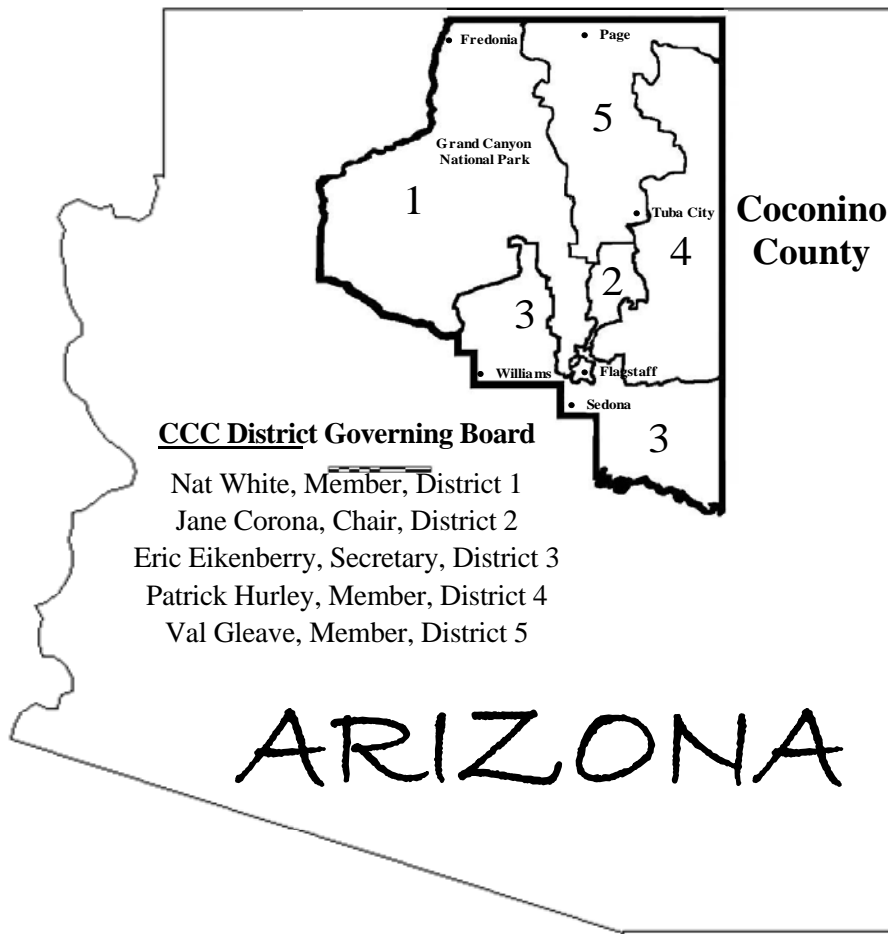 Fredonia
Page
5
Grand Canyon
National Park
1
Tuba City
Coconino
County
4
2
3
Williams
Flagstaff
Sedona
3
CCC District Governing Board
Nat White, Member, District 1
Jane Corona, Chair, District 2
Eric Eikenberry, Secretary, District 3
Patrick Hurley, Member, District 4
Val Gleave, Member, District 5
ARIZONA